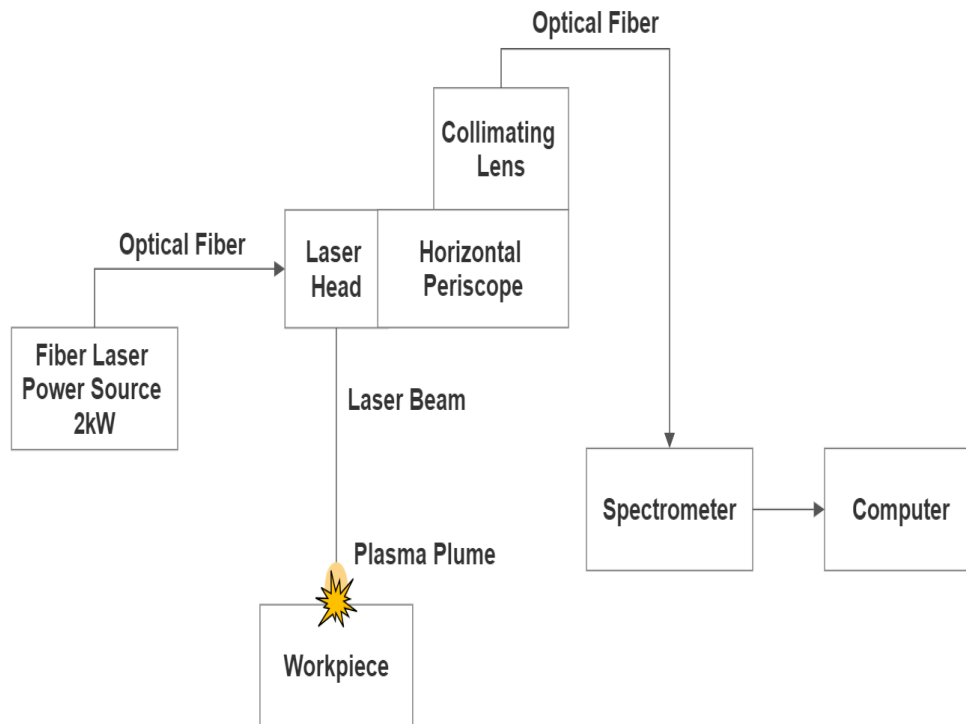 Optical Fiber
Collimating
Lens
Optical Fiber
Laser
Head
Horizontal
Periscope
Fiber Laser
Power Source
2kW
Laser Beam
Spectrometer
Computer
Plasma Plume
Workpiece